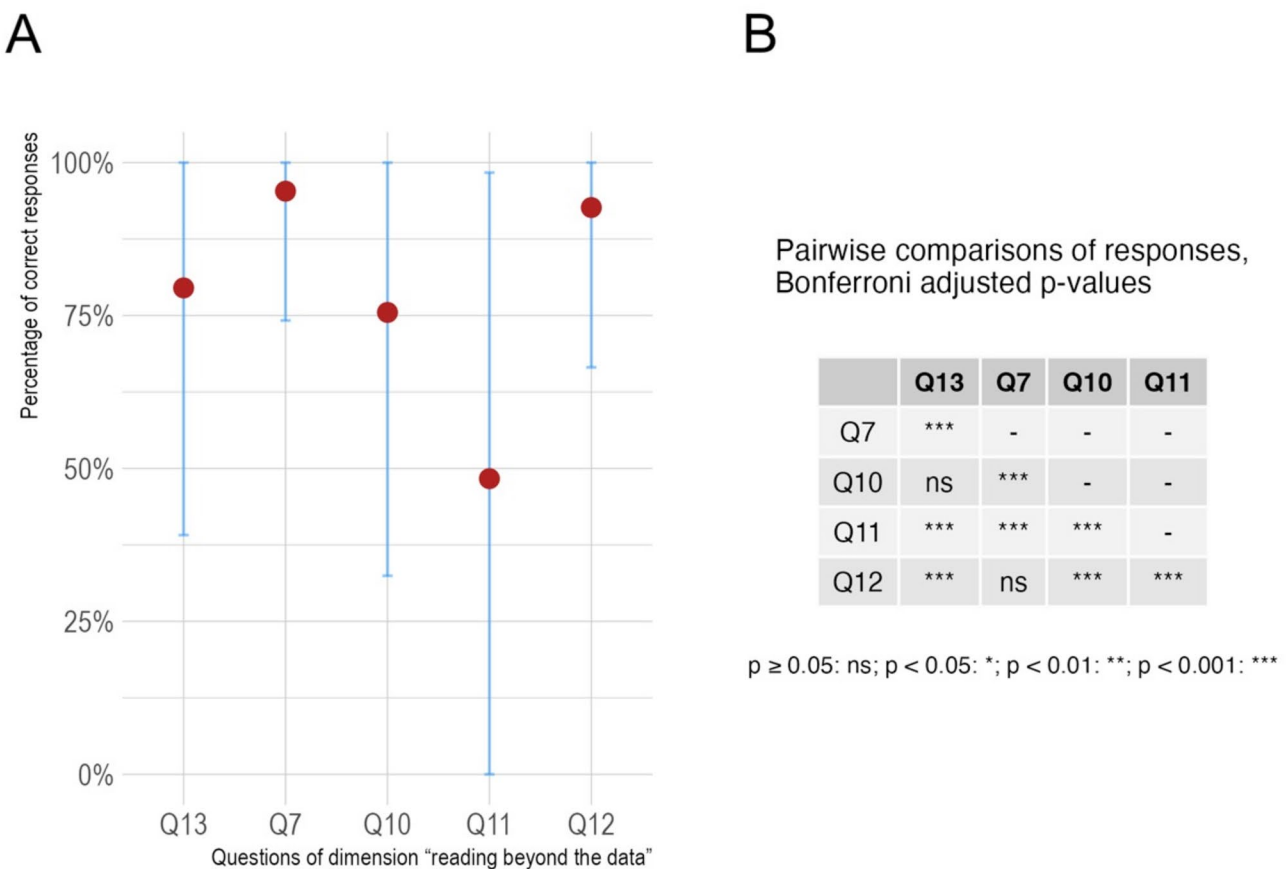 A
B
Percentage of correct responses
100%
75%
50%
25%
0%
Q13 Q7 Q10 Q11 Q12
Questions of dimension “reading beyond the data”
Pairwise comparisons of responses,
Bonferroni adjusted p-values
Q13 Q7 Q10 Q11
Q7 *** - - -
Q10 ns *** - -
Q11 *** *** *** -
Q12 *** ns *** ***
p ≥ 0.05: ns; p < 0.05: *; p < 0.01: **; p < 0.001: ***